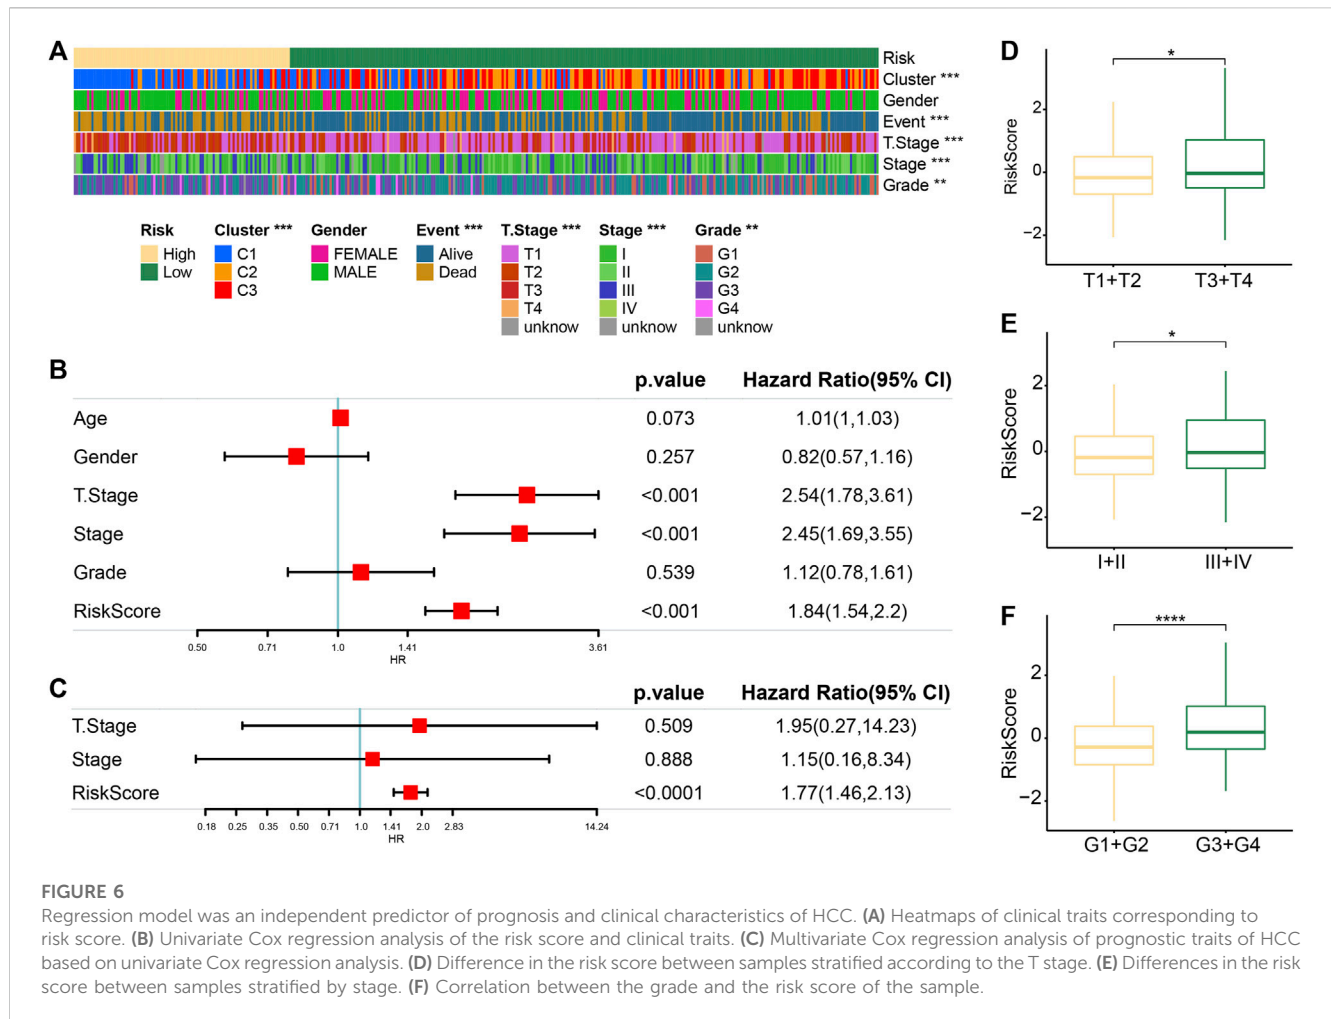 A
Risk
Cluster ***
Gender
Event ***
T.Stage ***
Stage ***
Grade **
Risk
High
Low
Cluster ***
C1
C2
C3
Gender
FEMALE
MALE
Event ***
Alive
Dead
T.Stage ***
T1
T2
T3
T4
unknow
Stage ***
I
II
III
IV
unknow
Grade **
G1
G2
G3
G4
unknow
B
p.value Hazard Ratio(95% CI)
Age 0.073 1.01(1,1.03)
Gender 0.257 0.82(0.57,1.16)
T.Stage <0.001 2.54(1.78,3.61)
Stage <0.001 2.45(1.69,3.55)
Grade 0.539 1.12(0.78,1.61)
RiskScore <0.001 1.84(1.54,2.2)
0.50 0.71 1.0 1.41 3.61
HR
C
p.value Hazard Ratio(95% CI)
T.Stage 0.509 1.95(0.27,14.23)
Stage 0.888 1.15(0.16,8.34)
RiskScore <0.0001 1.77(1.46,2.13)
0.18 0.25 0.35 0.50 0.71 1.0 1.41 2.0 2.83 14.24
HR
D
*
RiskScore
2
0
−2
T1+T2 T3+T4
E
*
RiskScore
2
0
−2
I+II III+IV
F
****
RiskScore
2
0
−2
G1+G2 G3+G4
FIGURE 6
Regression model was an independent predictor of prognosis and clinical characteristics of HCC. (A) Heatmaps of clinical traits corresponding to
risk score. (B) Univariate Cox regression analysis of the risk score and clinical traits. (C) Multivariate Cox regression analysis of prognostic traits of HCC
based on univariate Cox regression analysis. (D) Difference in the risk score between samples stratified according to the T stage. (E) Differences in the risk
score between samples stratified by stage. (F) Correlation between the grade and the risk score of the sample.